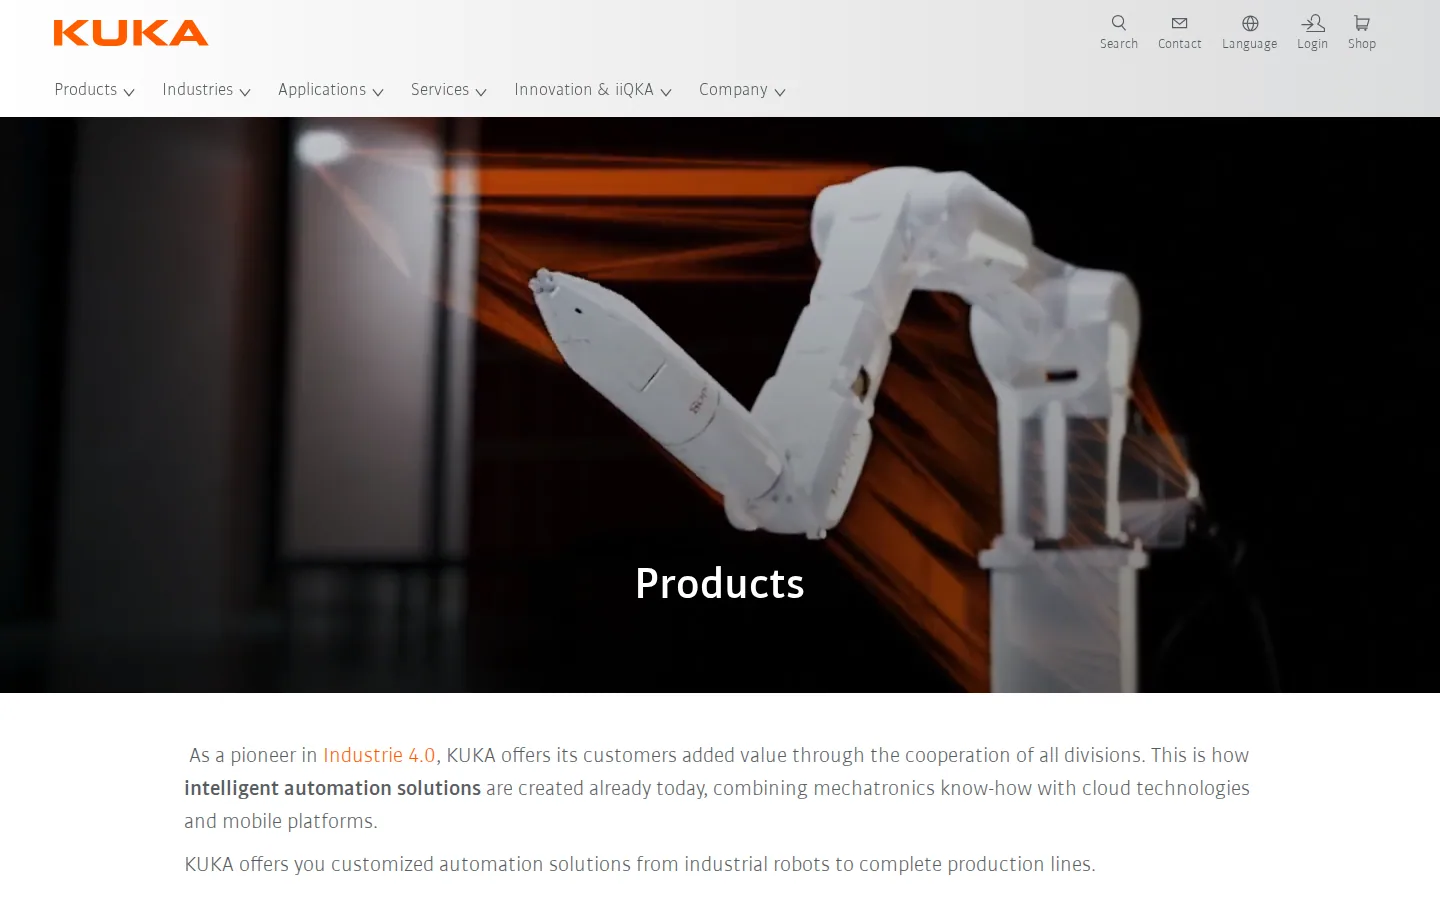 KUKA
Search
Contact
Language
Login
Shop
Products
Industries
Applications
Services
Innovation & iiQKA
Company
Products
As a pioneer in Industrie 4.0, KUKA offers its customers added value through the cooperation of all divisions. This is how
intelligent automation solutions are created already today, combining mechatronics know-how with cloud technologies
and mobile platforms.
KUKA offers you customized automation solutions from industrial robots to complete production lines.